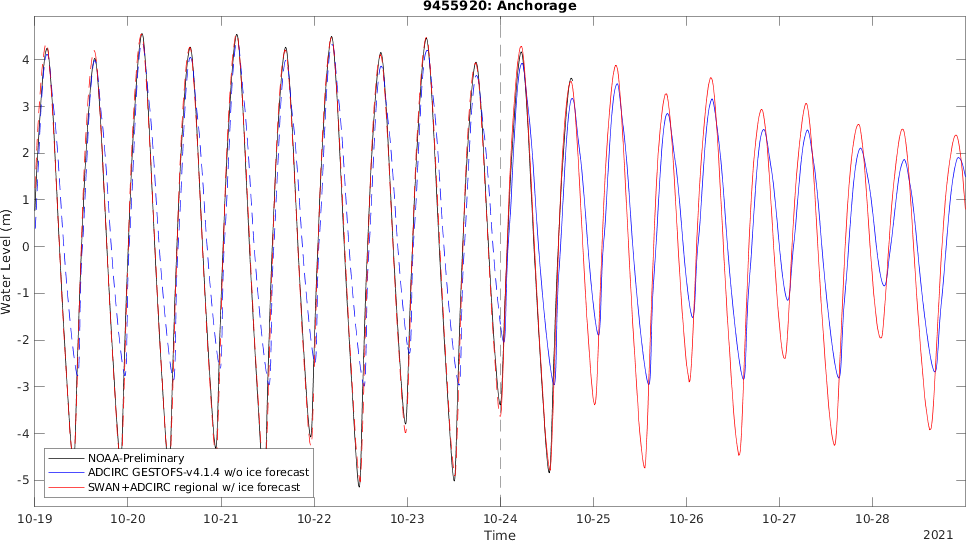 9455920: Anchorage
Water Level (m)
4
3
2
1
0
-1
-2
-3
-4
-5
NOAA-Preliminary
ADCIRC GESTOFS-v4.1.4 w/o ice forecast
SWAN+ADCIRC regional w/ ice forecast
10-19 10-20 10-21 10-22 10-23 10-24 10-25 10-26 10-27 10-28
Time
2021